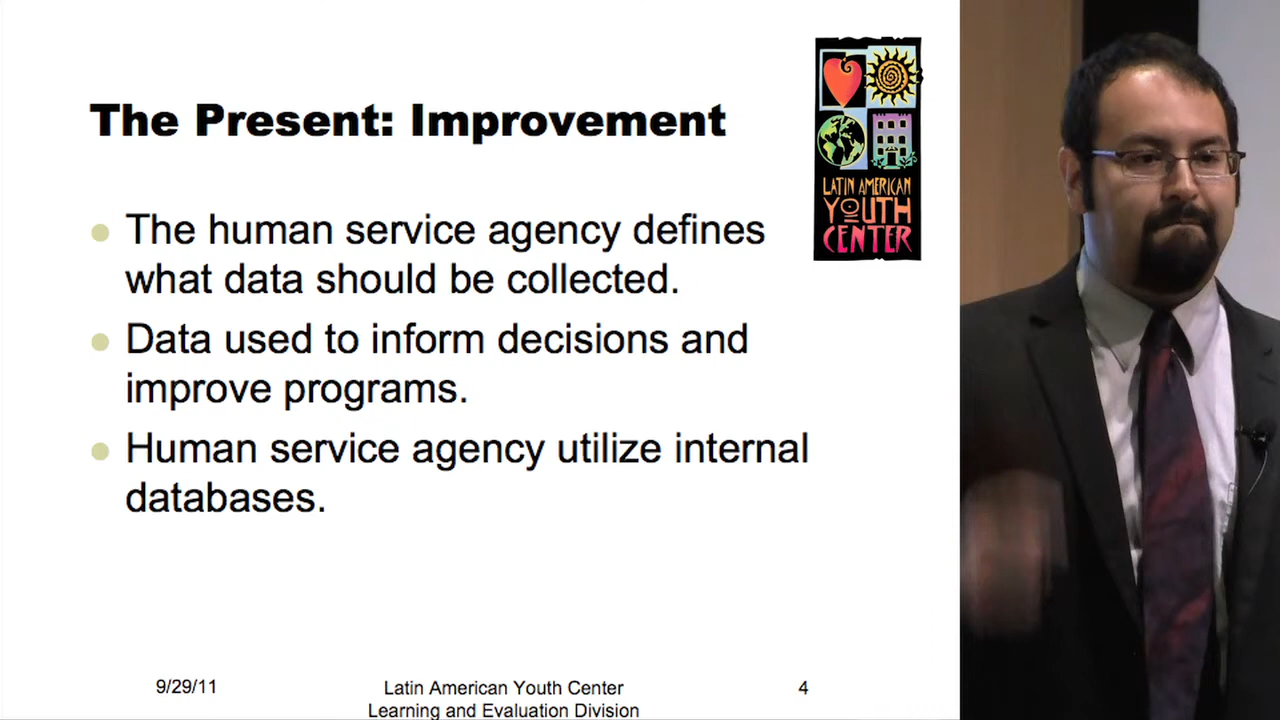 The Present: Improvement
LATIN AMERICAN
YOUTH
CENTER
The human service agency defines
what data should be collected.
Data used to inform decisions and
improve programs.
Human service agency utilize internal
databases.
9/29/11
Latin American Youth Center
Learning and Evaluation Division
4